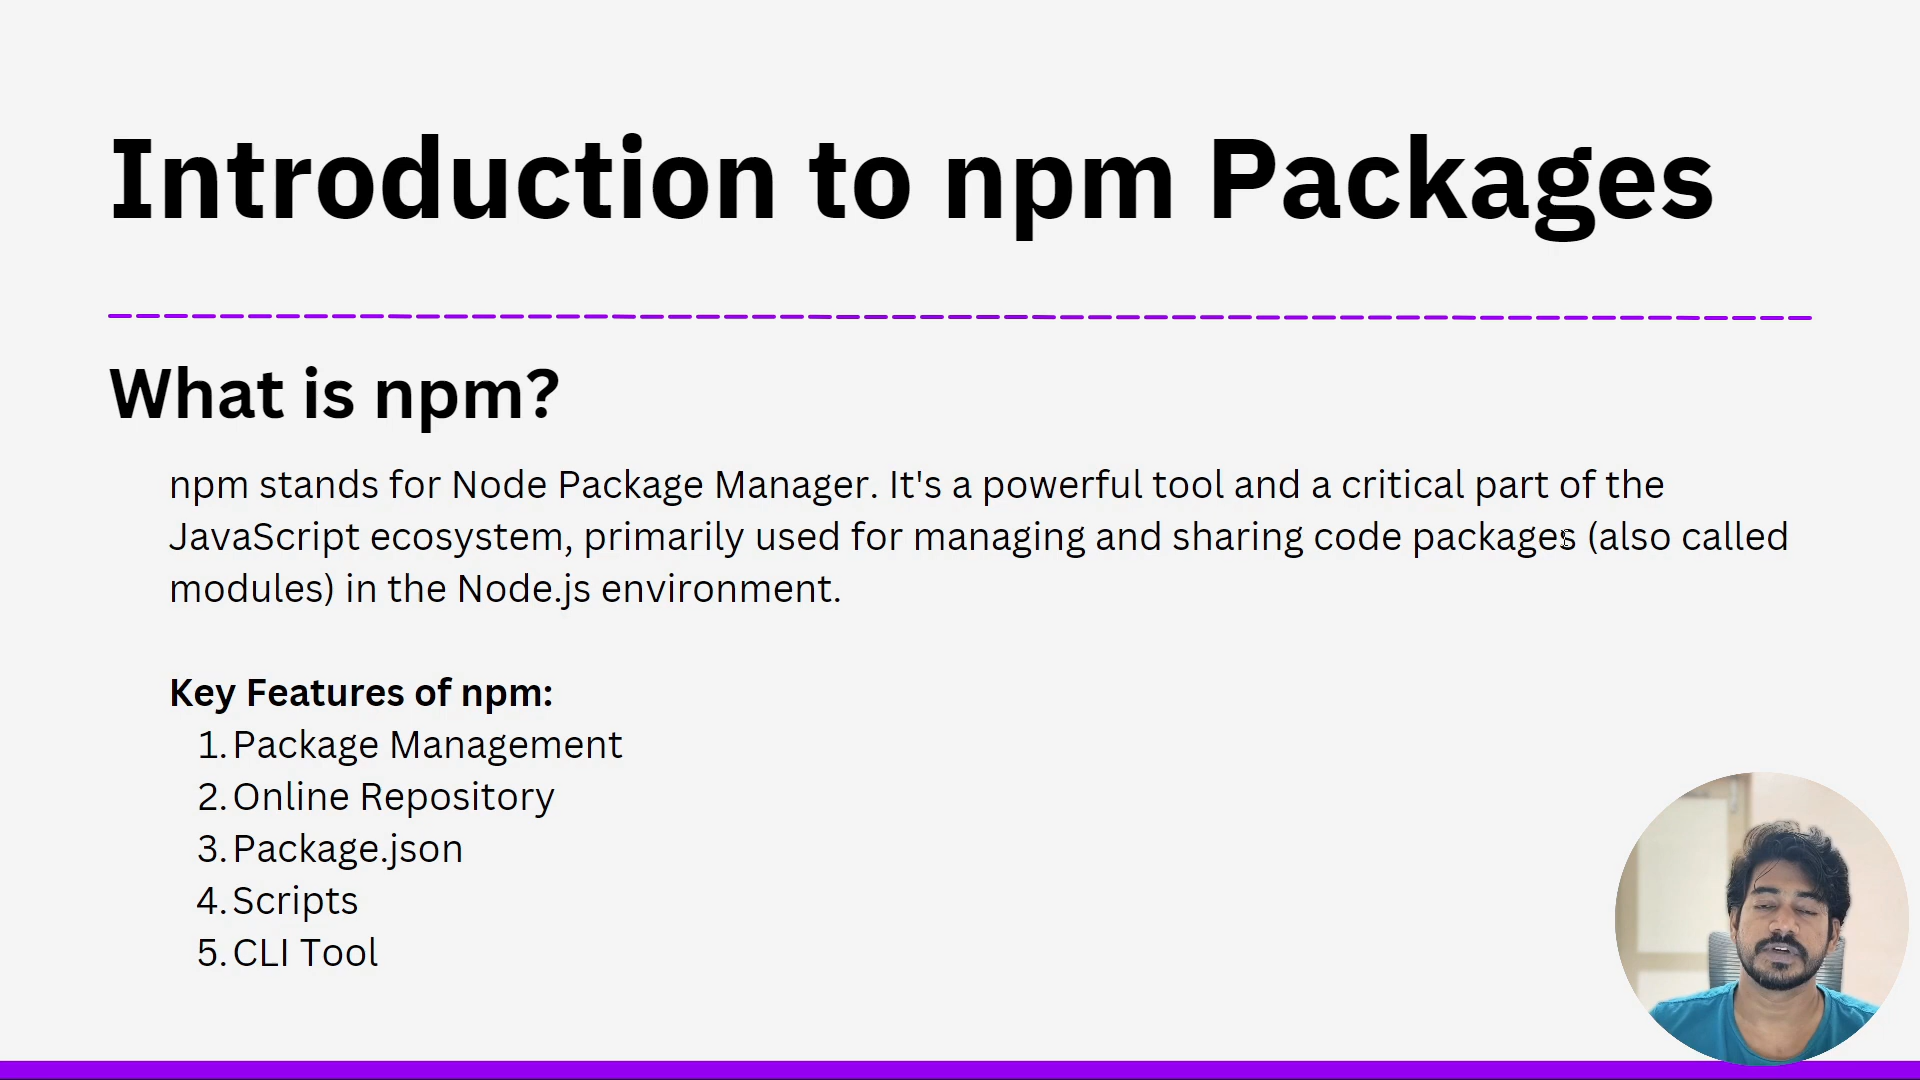 Introduction to npm Packages
What is npm?
npm stands for Node Package Manager. It's a powerful tool and a critical part of the
JavaScript ecosystem, primarily used for managing and sharing code packages (also called
modules) in the Node.js environment.
Key Features of npm:
1. Package Management
2. Online Repository
3. Package.json
4. Scripts
5. CLI Tool